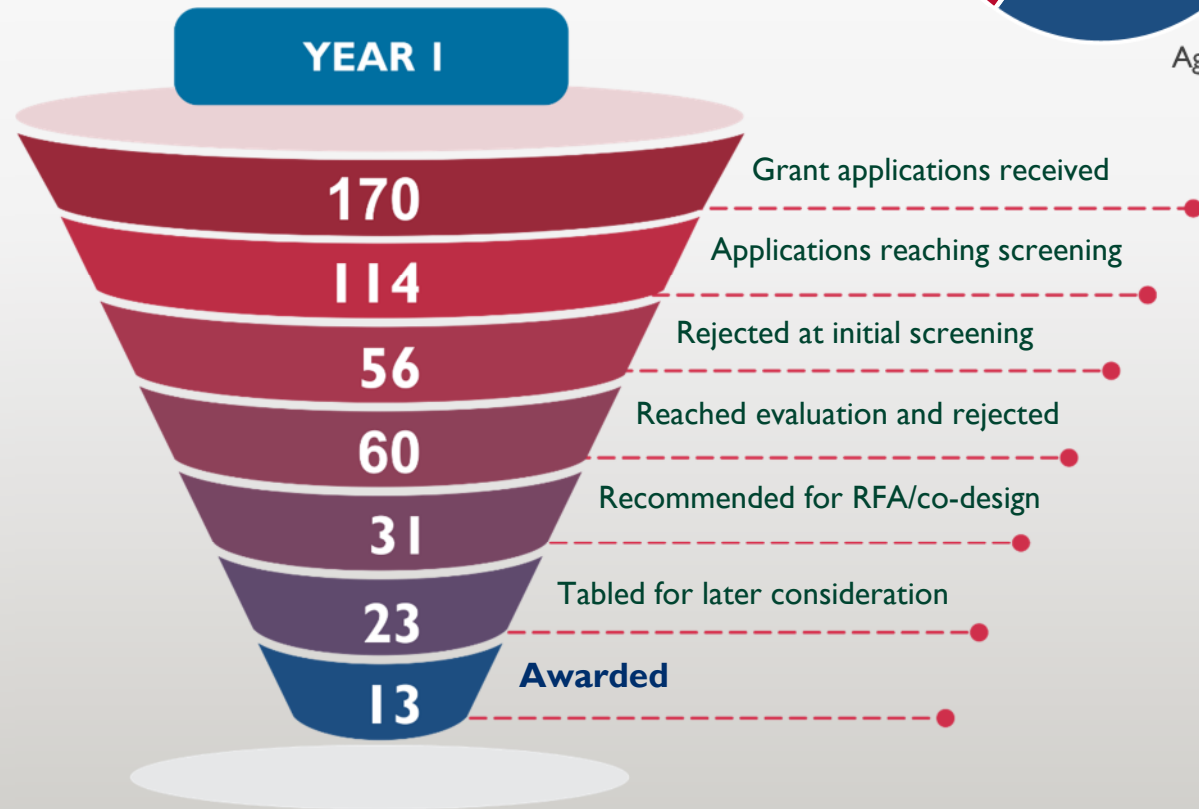 YEAR I
Ag
170
Grant applications received
114
Applications reaching screening
56
Rejected at initial screening
60
Reached evaluation and rejected
31
Recommended for RFA/co-design
23
Tabled for later consideration
13
Awarded